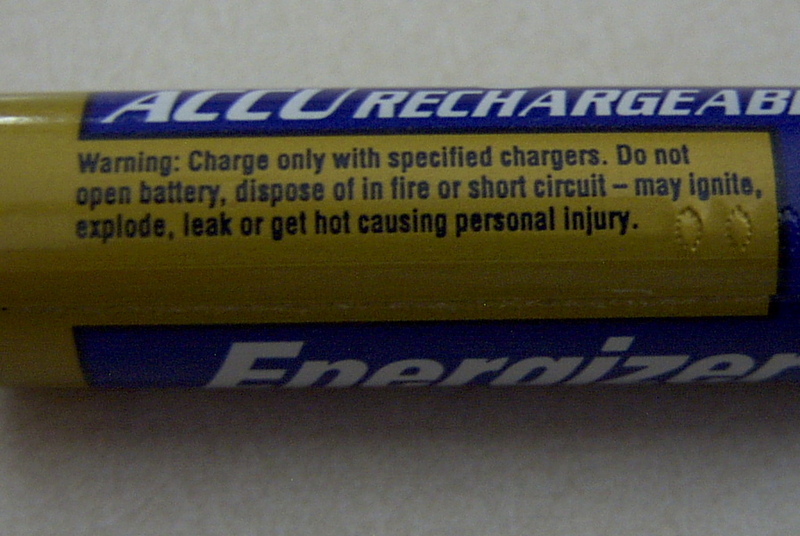 ACCU RECHARGEABL
Warning: Charge only with specified chargers. Do not
open battery, dispose of in fire or short circuit – may ignite,
explode, leak or get hot causing personal injury.
Energizer